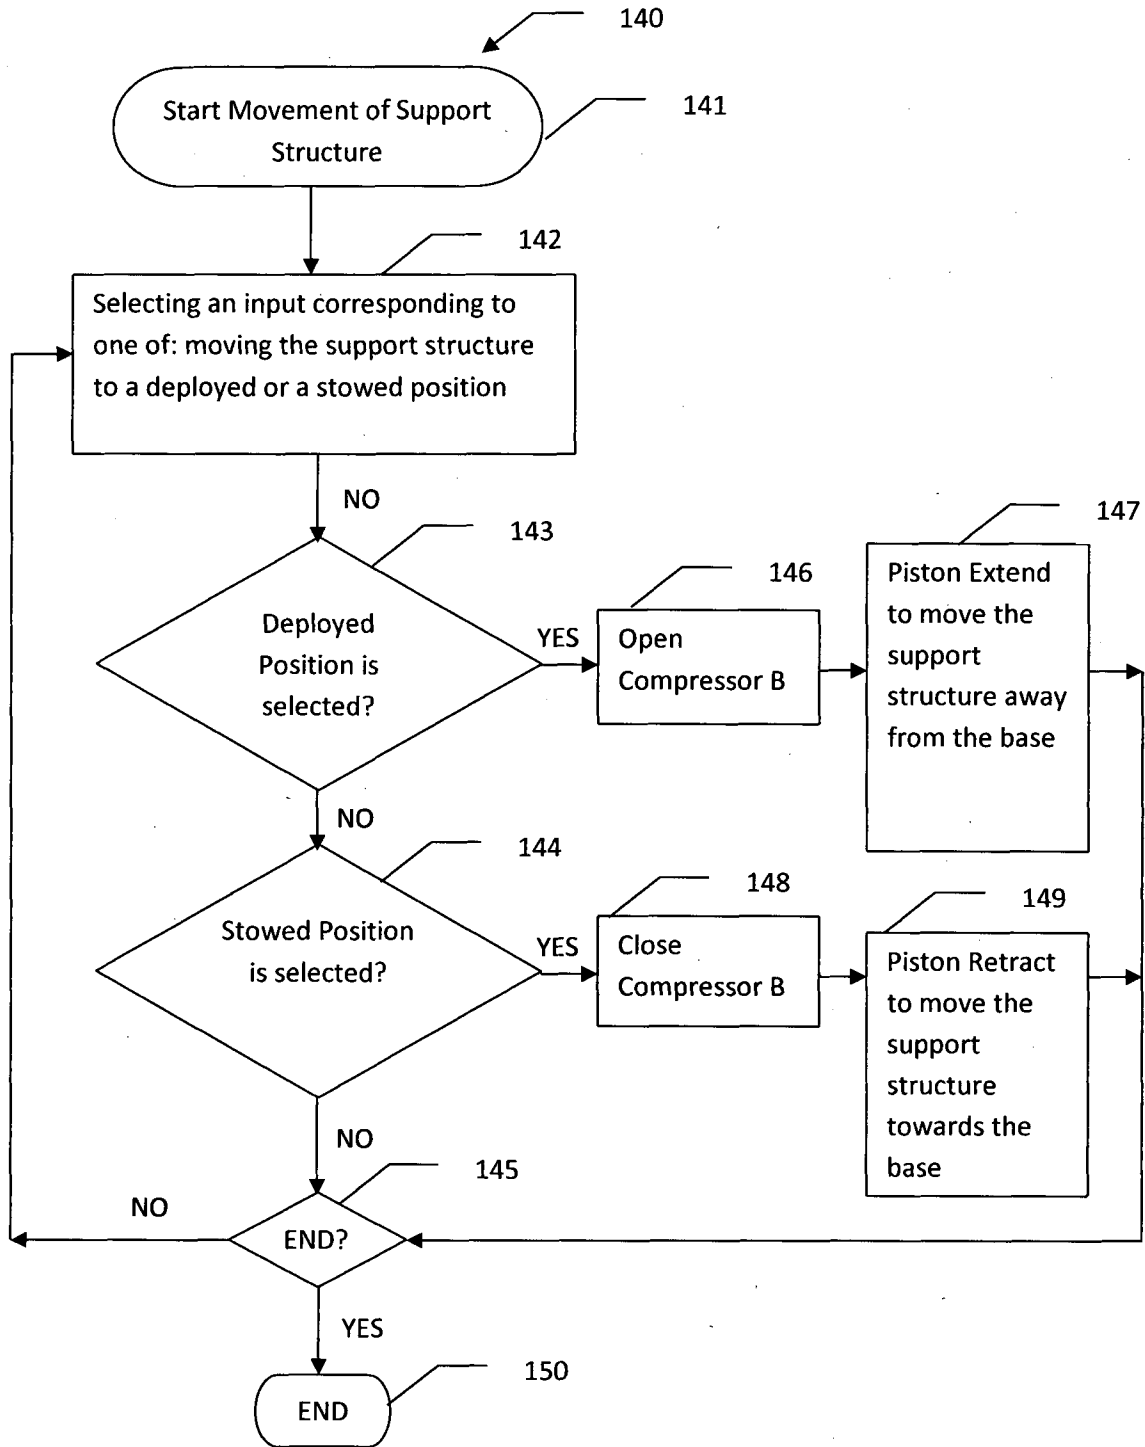 140
Start Movement of Support
Structure
141
142
Selecting an input corresponding to
one of: moving the support structure
to a deployed or a stowed position
NO
143
Deployed
Position is
selected?
YES
146
Open
Compressor B
147
Piston Extend
to move the
support
structure away
from the base
NO
144
Stowed Position
is selected?
YES
148
Close
Compressor B
149
Piston Retract
to move the
support
structure
towards the
base
NO
145
END?
NO
YES
150
END